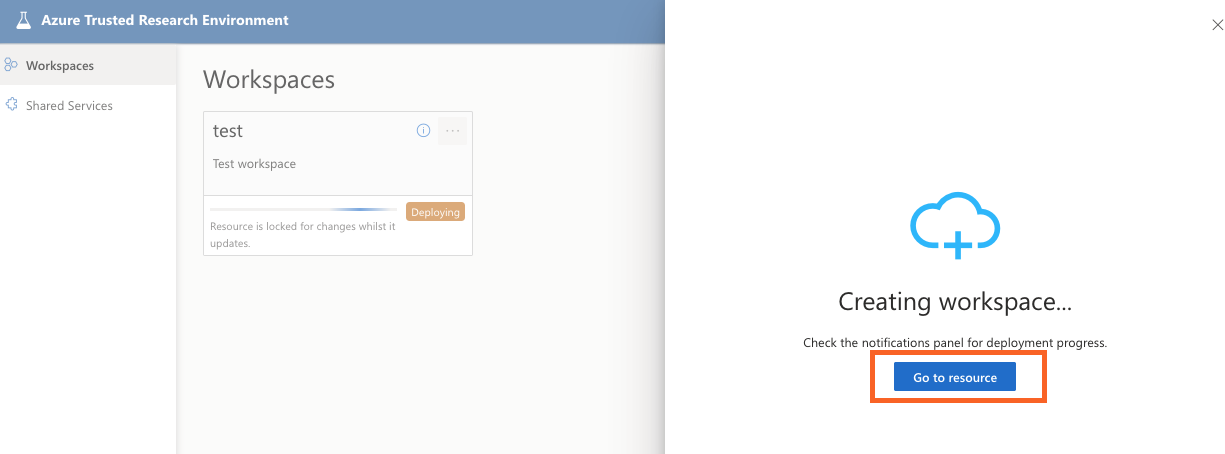 Azure Trusted Research Environment
Workspaces
Shared Services
Workspaces
test
Test workspace
Deploying
Resource is locked for changes whilst it
updates.
Creating workspace...
Check the notifications panel for deployment progress.
Go to resource